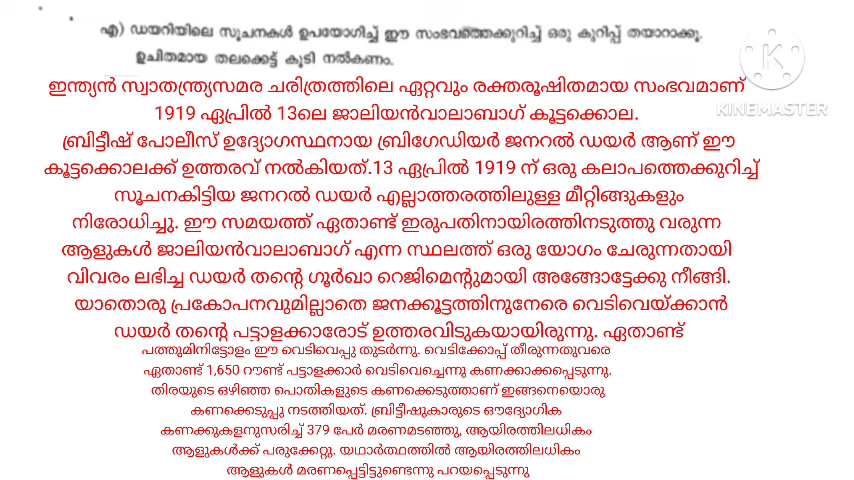 എ) ഡയറിയിലെ സൂചനകൾ ഉപയോഗിച്ച് ഈ സംഭവത്തെക്കുറിച്ച് ഒരു കുറിപ്പ് തയാറാക്കൂ.
ഉചിതമായ തലക്കെട്ട് കൂടി നൽകണം.
KINEMASTER
ഇന്ത്യൻ സ്വാതന്ത്ര്യസമര ചരിത്രത്തിലെ ഏറ്റവും രക്തരൂഷിതമായ സംഭവമാണ്
1919 ഏപ്രിൽ 13ലെ ജാലിയൻവാലാബാഗ് കൂട്ടക്കൊല.
ബ്രിട്ടീഷ് പോലീസ് ഉദ്യോഗസ്ഥനായ ബ്രിഗേഡിയർ ജനറൽ ഡയർ ആണ് ഈ
കൂട്ടക്കൊലക്ക് ഉത്തരവ് നൽകിയത്.13 ഏപ്രിൽ 1919 ന് ഒരു കലാപത്തെക്കുറിച്ച്
സൂചനകിട്ടിയ ജനറൽ ഡയർ എല്ലാത്തരത്തിലുള്ള മീറ്റിങ്ങുകളും
നിരോധിച്ചു. ഈ സമയത്ത് ഏതാണ്ട് ഇരുപതിനായിരത്തിനടുത്തു വരുന്ന
ആളുകൾ ജാലിയൻവാലാബാഗ് എന്ന സ്ഥലത്ത് ഒരു യോഗം ചേരുന്നതായി
വിവരം ലഭിച്ച ഡയർ തന്റെ ഗൂർഖാ റെജിമെന്റുമായി അങ്ങോട്ടേക്കു നീങ്ങി.
യാതൊരു പ്രകോപനവുമില്ലാതെ ജനക്കൂട്ടത്തിനുനേരെ വെടിവെയ്ക്കാൻ
ഡയർ തന്റെ പട്ടാളക്കാരോട് ഉത്തരവിടുകയായിരുന്നു. ഏതാണ്ട്
പത്തുമിനിട്ടോളം ഈ വെടിവെപ്പു തുടർന്നു. വെടിക്കോപ്പ് തീരുന്നതുവരെ
ഏതാണ്ട് 1,650 റൗണ്ട് പട്ടാളക്കാർ വെടിവെച്ചെന്നു കണക്കാക്കപ്പെടുന്നു.
തിരയുടെ ഒഴിഞ്ഞ പൊതികളുടെ കണക്കെടുത്താണ് ഇങ്ങനെയൊരു
കണക്കെടുപ്പു നടത്തിയത്. ബ്രിട്ടീഷുകാരുടെ ഔദ്യോഗിക
കണക്കുകളനുസരിച്ച് 379 പേർ മരണമടഞ്ഞു, ആയിരത്തിലധികം
ആളുകൾക്ക് പരുക്കേറ്റു. യഥാർത്ഥത്തിൽ ആയിരത്തിലധികം
ആളുകൾ മരണപ്പെട്ടിട്ടുണ്ടെന്നു പറയപ്പെടുന്നു